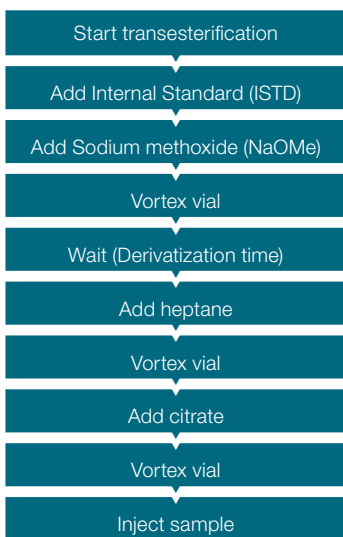 Start transesterification
Add Internal Standard (ISTD)
Add Sodium methoxide (NaOMe)
Vortex vial
Wait (Derivatization time)
Add heptane
Vortex vial
Add citrate
Vortex vial
Inject sample